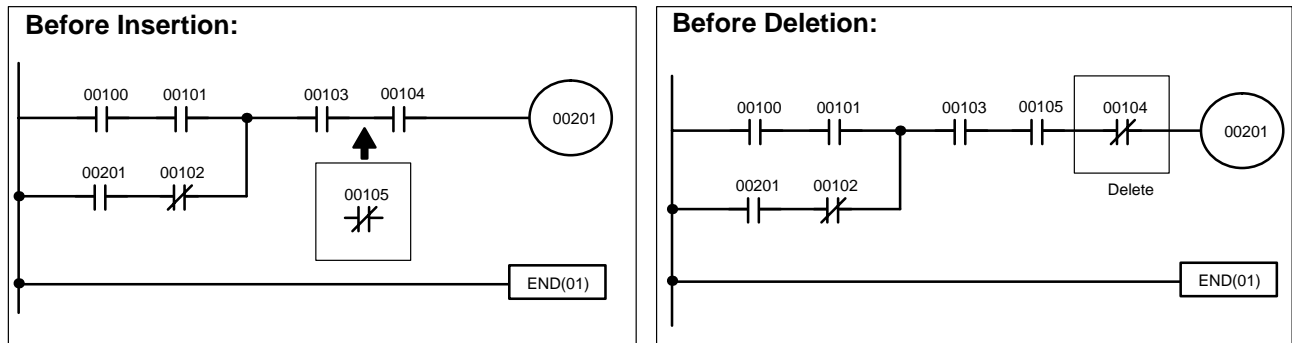 Before Insertion:
00100 00101 00103 00104
00201
00201 00102
00105
END(01)
Before Deletion:
00100 00101 00103 00105 00104
00201
Delete
00201 00102
END(01)